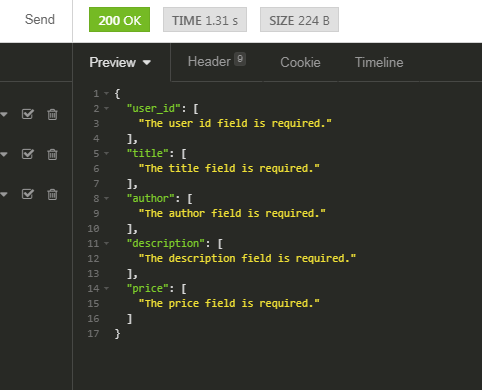 Send 200 OK TIME 1.31 s SIZE 224 B
Preview Header 9 Cookie Timeline
1 {
2 "user_id": [
3 "The user id field is required."
4 ],
5 "title": [
6 "The title field is required."
7 ],
8 "author": [
9 "The author field is required."
10 ],
11 "description": [
12 "The description field is required."
13 ],
14 "price": [
15 "The price field is required."
16 ]
17 }